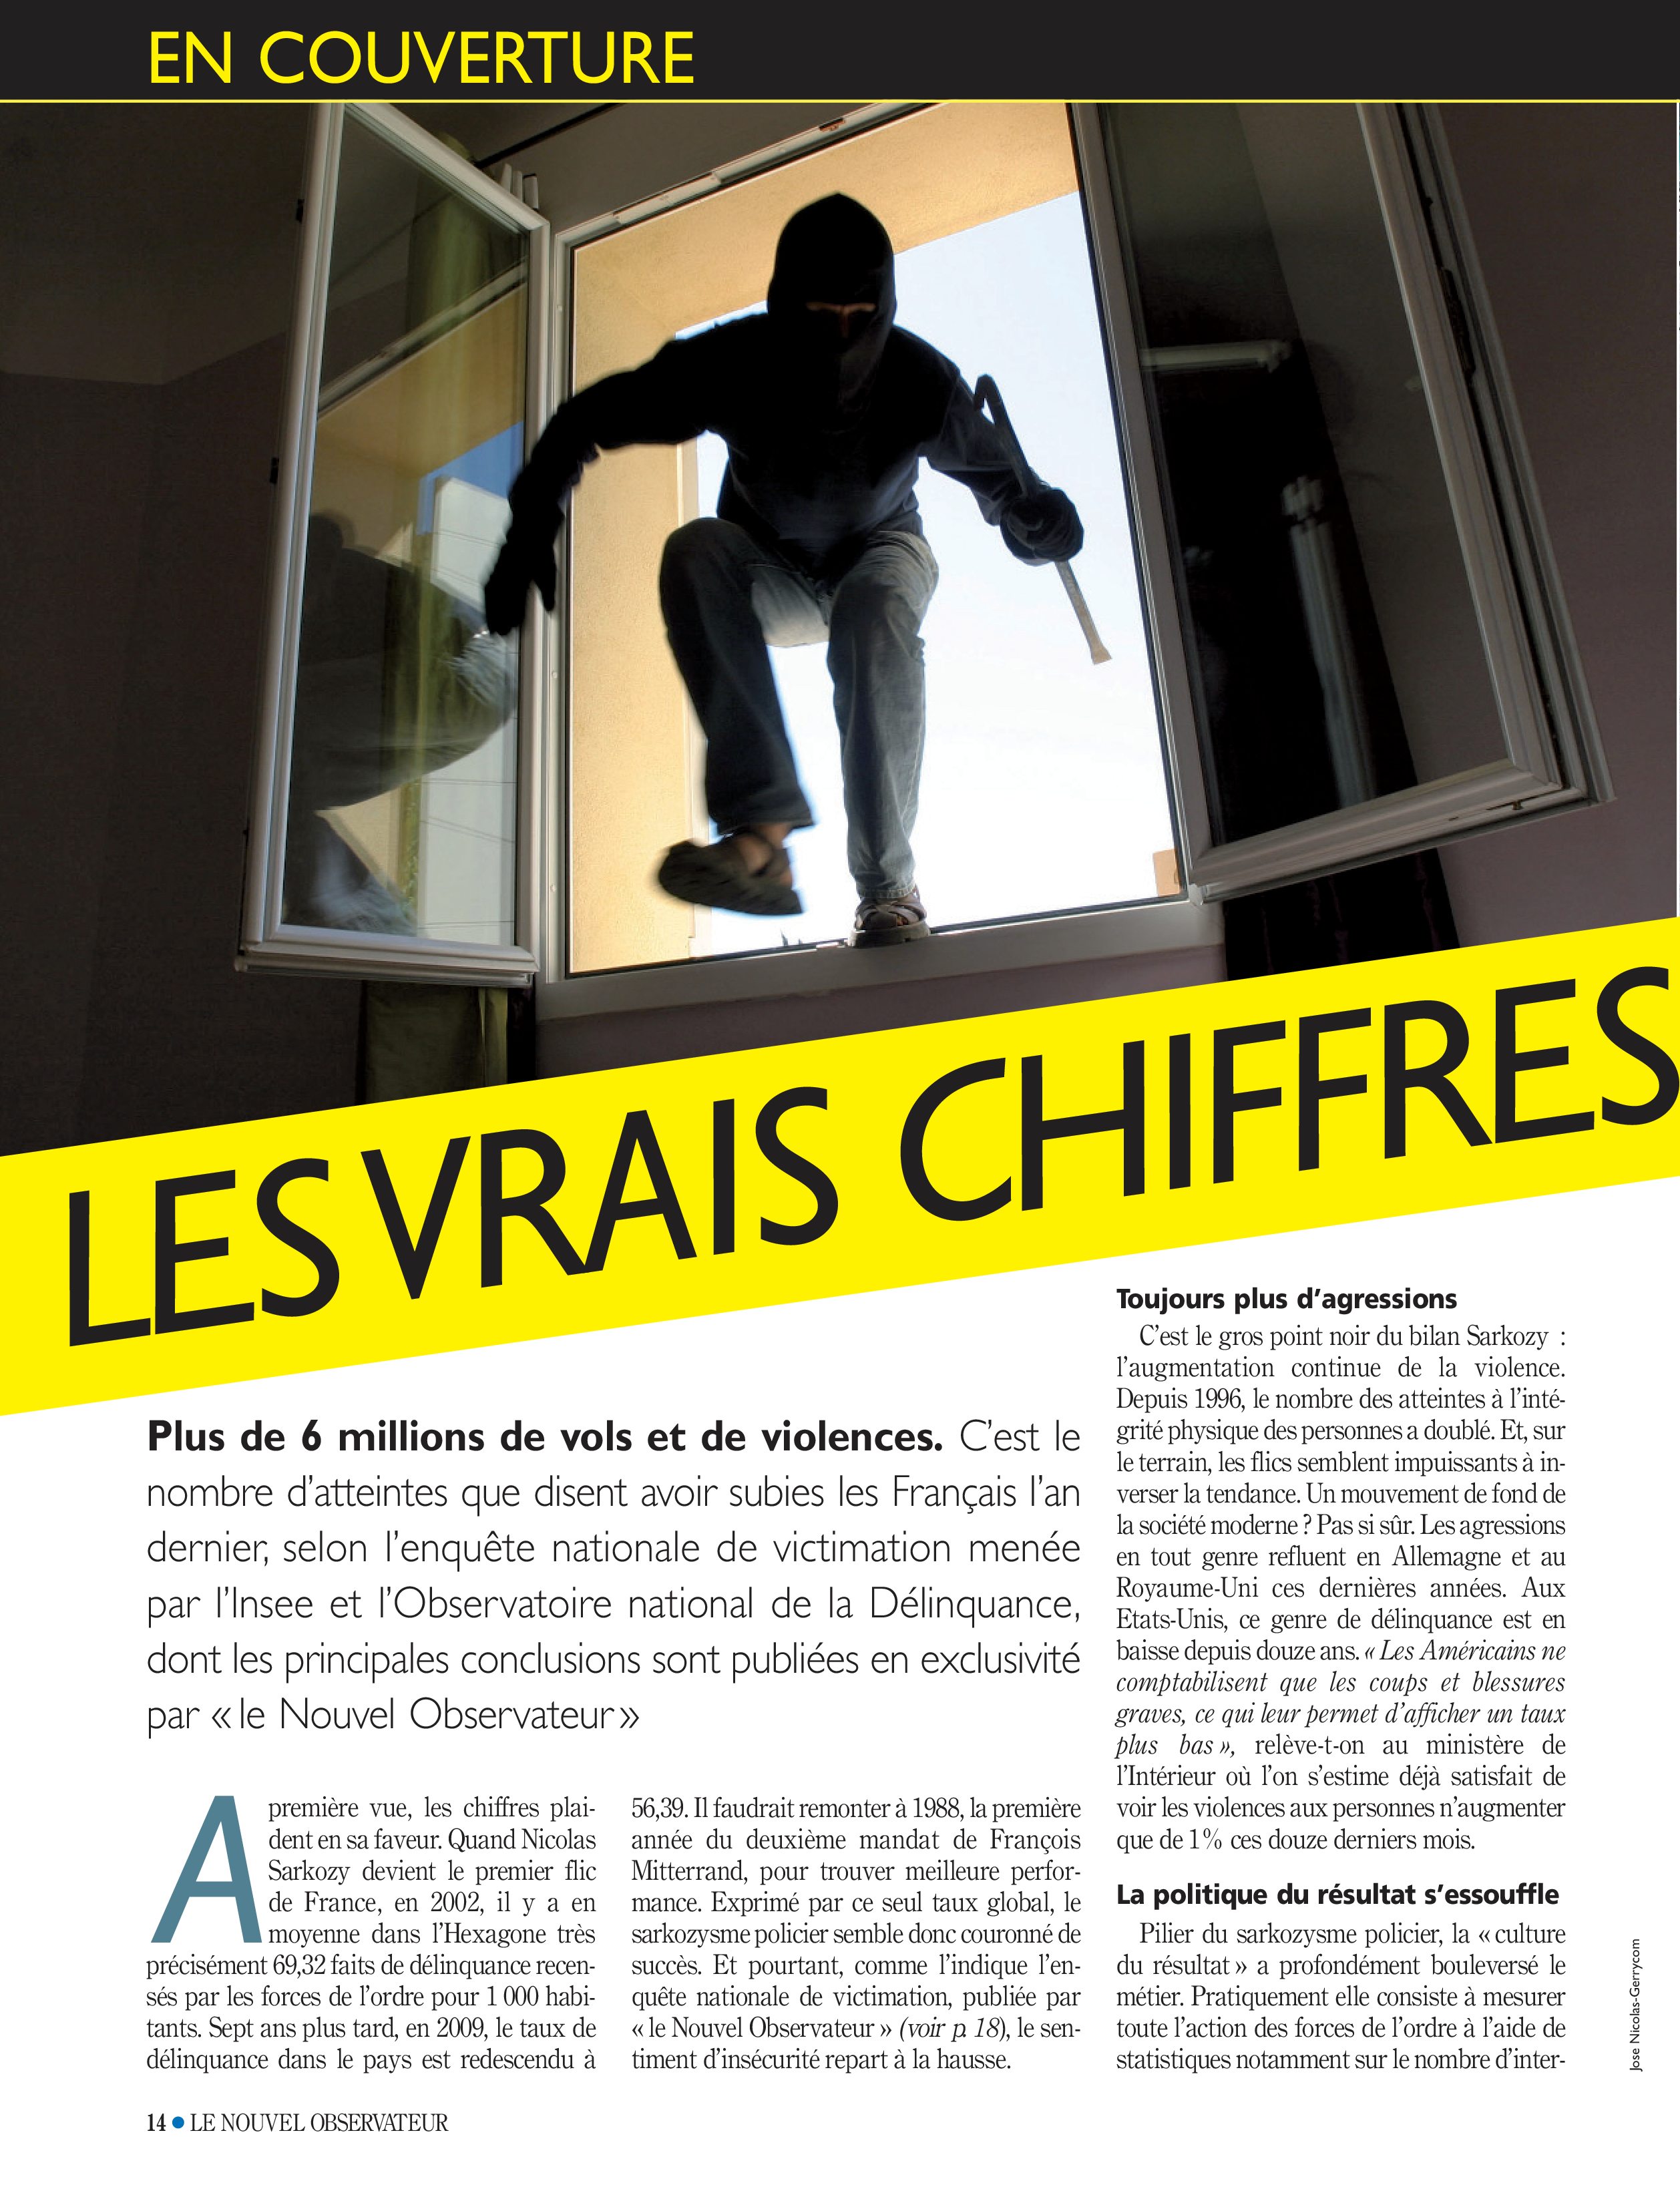 EN COUVERTURE
LES VRAIS CHIFFRES
Plus de 6 millions de vols et de violences. C’est le
nombre d’atteintes que disent avoir subies les Français l’an
dernier, selon l’enquête nationale de victimation menée
par l’Insee et l’Observatoire national de la Délinquance,
dont les principales conclusions sont publiées en exclusivité
par « le Nouvel Observateur »
A première vue, les chiffres plai-
dent en sa faveur. Quand Nicolas
Sarkozy devient le premier flic
de France, en 2002, il y a en
moyenne dans l’Hexagone très
précisément 69,32 faits de délinquance recen-
sés par les forces de l’ordre pour 1 000 habi-
tants. Sept ans plus tard, en 2009, le taux de
délinquance dans le pays est redescendu à
56,39. Il faudrait remonter à 1988, la première
année du deuxième mandat de François
Mitterrand, pour trouver meilleure perfor-
mance. Exprimé par ce seul taux global, le
sarkozysme policier semble donc couronné de
succès. Et pourtant, comme l’indique l’en-
quête nationale de victimation, publiée par
« le Nouvel Observateur » (voir p. 18), le sen-
timent d’insécurité repart à la hausse.
Toujours plus d’agressions
C’est le gros point noir du bilan Sarkozy :
l’augmentation continue de la violence.
Depuis 1996, le nombre des atteintes à l’inté-
grité physique des personnes a doublé. Et, sur
le terrain, les flics semblent impuissants à in-
verser la tendance. Un mouvement de fond de
la société moderne ? Pas si sûr. Les agressions
en tout genre refluent en Allemagne et au
Royaume-Uni ces dernières années. Aux
Etats-Unis, ce genre de délinquance est en
baisse depuis douze ans. « Les Américains ne
comptabilisent que les coups et blessures
graves, ce qui leur permet d’afficher un taux
plus bas », relève-t-on au ministère de
l’Intérieur où l’on s’estime déjà satisfait de
voir les violences aux personnes n’augmenter
que de 1% ces douze derniers mois.
La politique du résultat s’essouffle
Pilier du sarkozysme policier, la « culture
du résultat » a profondément bouleversé le
métier. Pratiquement elle consiste à mesurer
toute l’action des forces de l’ordre à l’aide de
statistiques notamment sur le nombre d’inter-
Jose Nicolas-Gerrycom
14 ● LE NOUVEL OBSERVATEUR